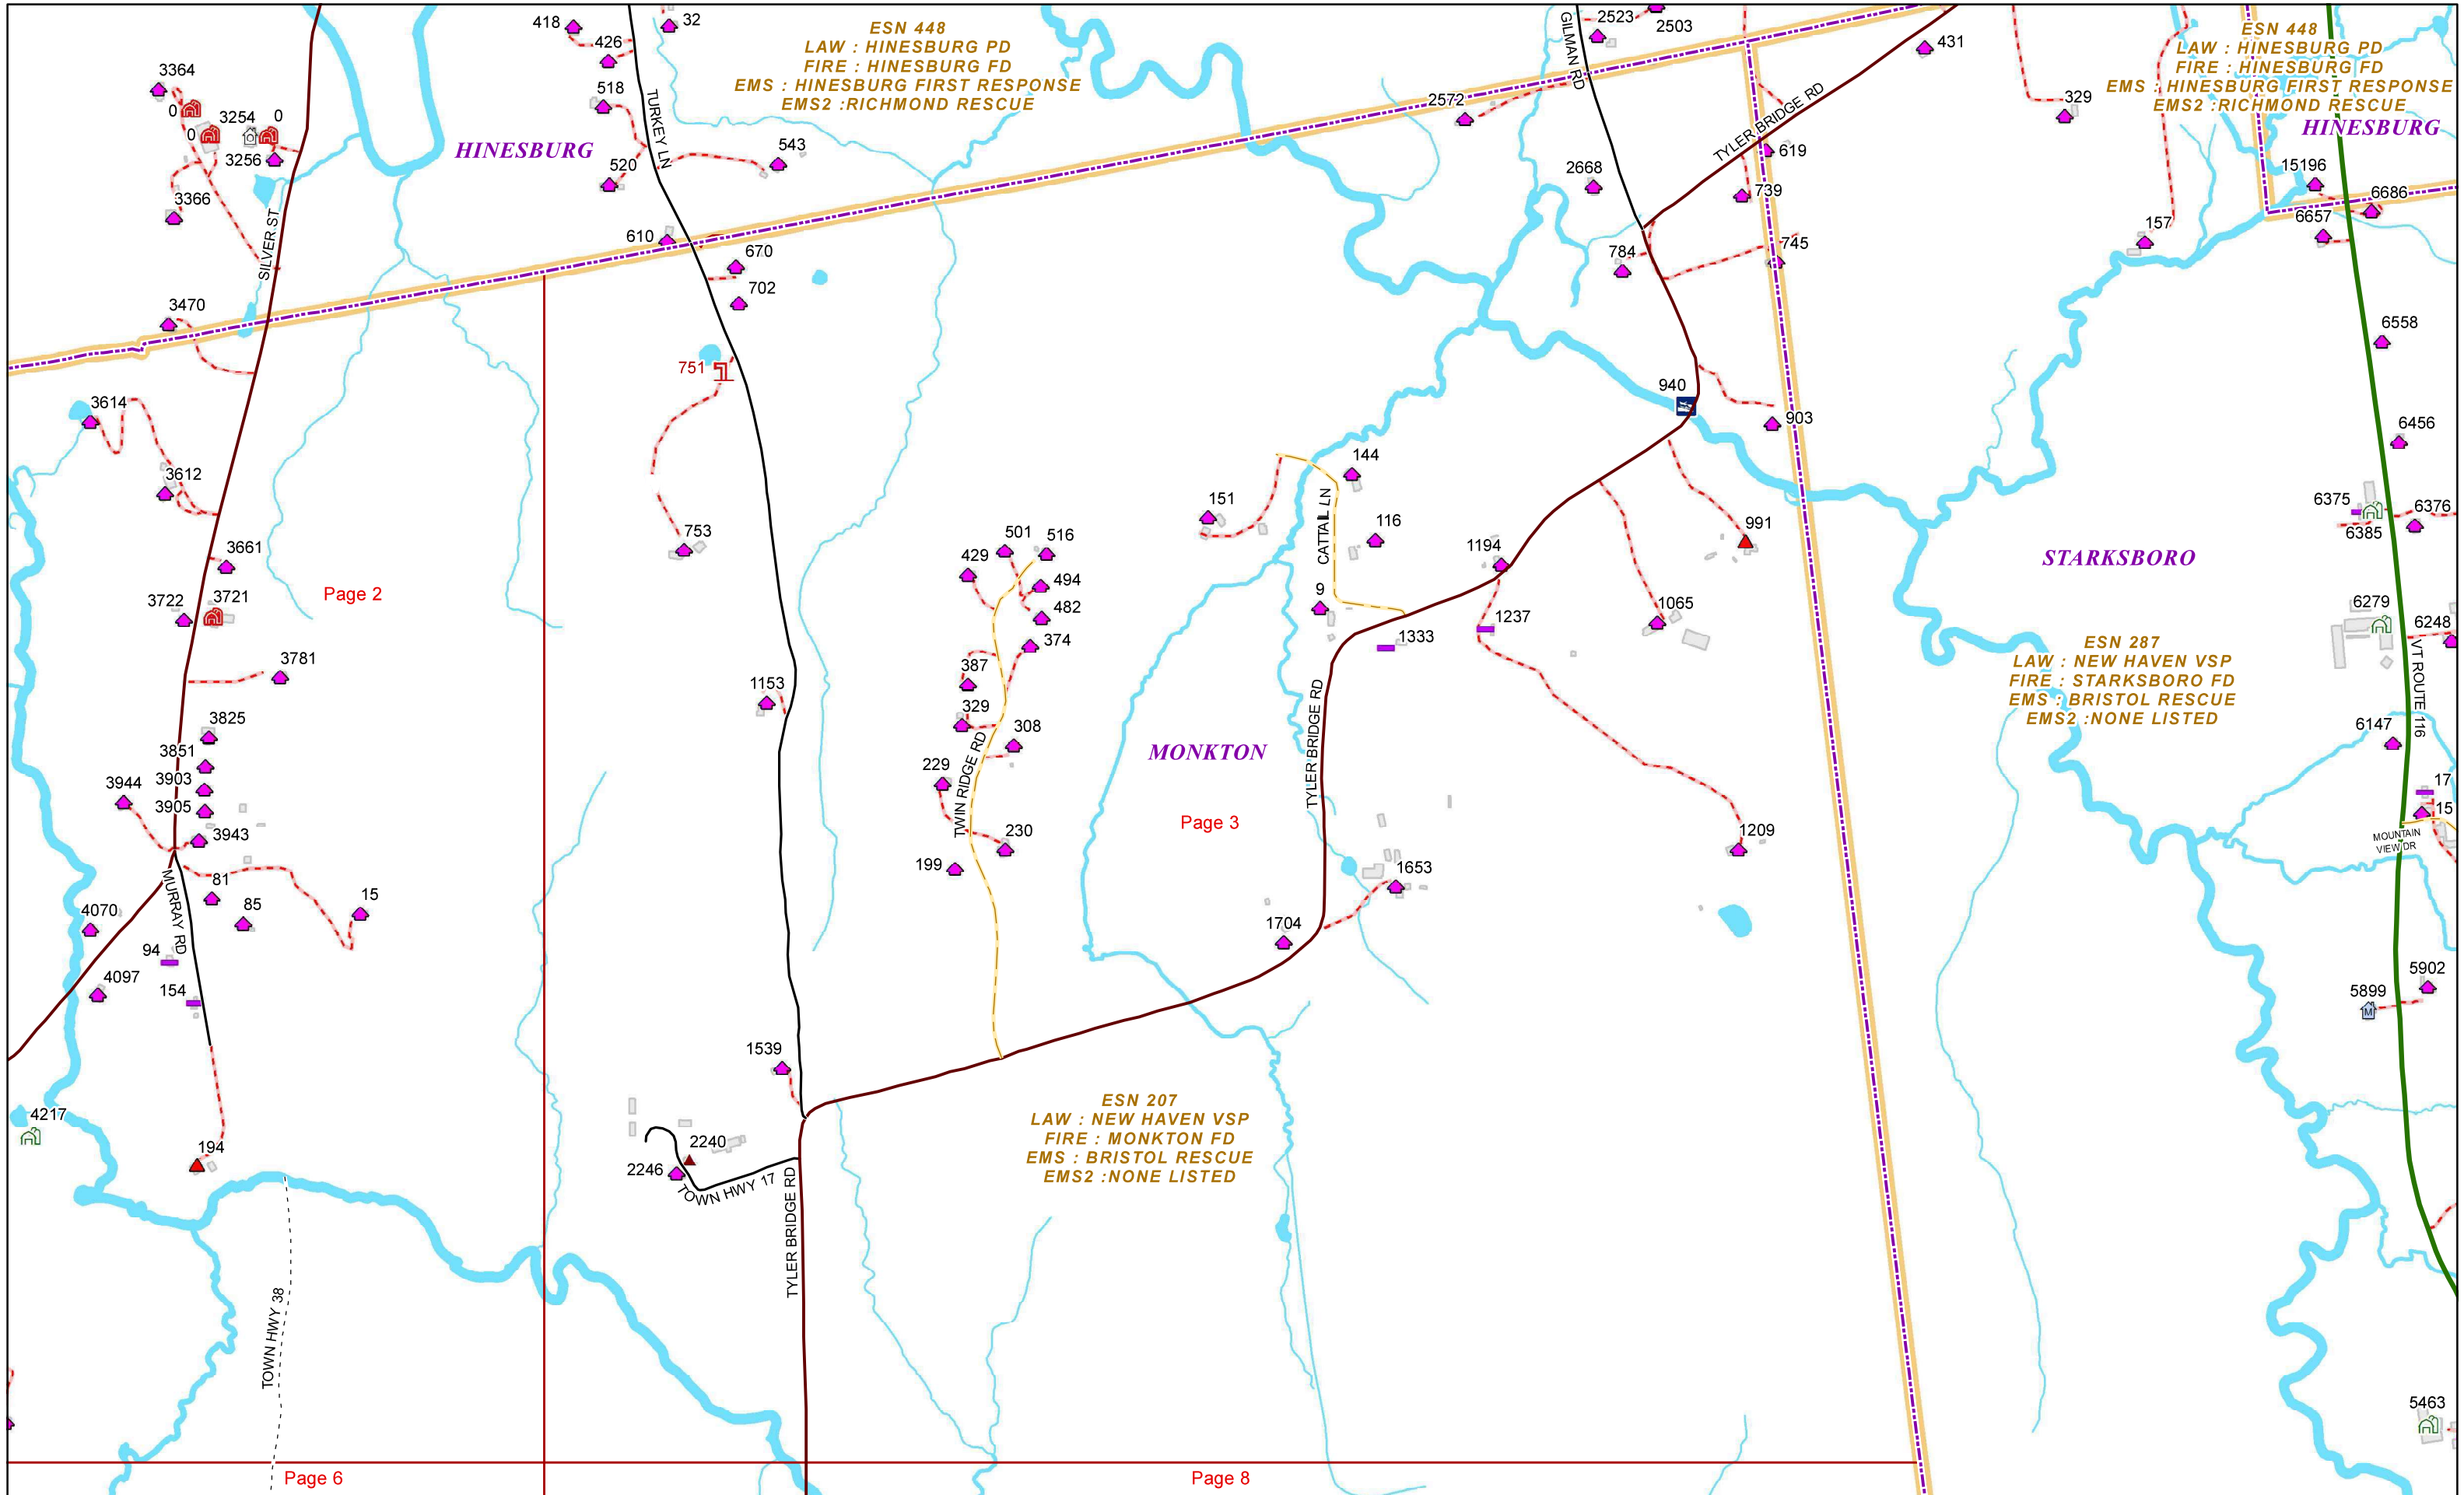 418
32
426
518
TURKEY LN
520
543
610
670
702
751
753
1153
1539
2240
2246
TOWN HWY 17
TYLER BRIDGE RD
HINESBURG
ESN 448
LAW : HINESBURG PD
FIRE : HINESBURG FD
EMS : HINESBURG FIRST RESPONSE
EMS2 :RICHMOND RESCUE
3364
0
0
3254
0
3256
3366
SILVER ST
3470
3614
3612
3661
3722
3721
Page 2
3781
3825
3851
3903
3944
3905
3943
MURRAY RD
81
85
15
4070
94
4097
154
4217
194
TOWN HWY 38
Page 6
2523
2503
GILMAN RD
431
2572
TYLER BRIDGE RD
619
2668
739
784
745
940
903
144
151
CATTAIL LN
116
991
1194
9
1065
1237
1333
501
516
429
494
482
374
387
329
308
TWIN RIDGE RD
229
230
199
MONKTON
Page 3
TYLER BRIDGE RD
1209
1653
1704
ESN 207
LAW : NEW HAVEN VSP
FIRE : MONKTON FD
EMS : BRISTOL RESCUE
EMS2 :NONE LISTED
Page 8
ESN 448
LAW : HINESBURG PD
FIRE : HINESBURG FD
EMS : HINESBURG FIRST RESPONSE
EMS2 :RICHMOND RESCUE
HINESBURG
329
15196
6686
6657
157
6558
6456
6375
6376
6385
STARKSBORO
6279
6248
ESN 287
LAW : NEW HAVEN VSP
FIRE : STARKSBORO FD
EMS : BRISTOL RESCUE
EMS2 :NONE LISTED
VT ROUTE 116
6147
17
15
MOUNTAIN
VIEW DR
5902
5899
M
5463